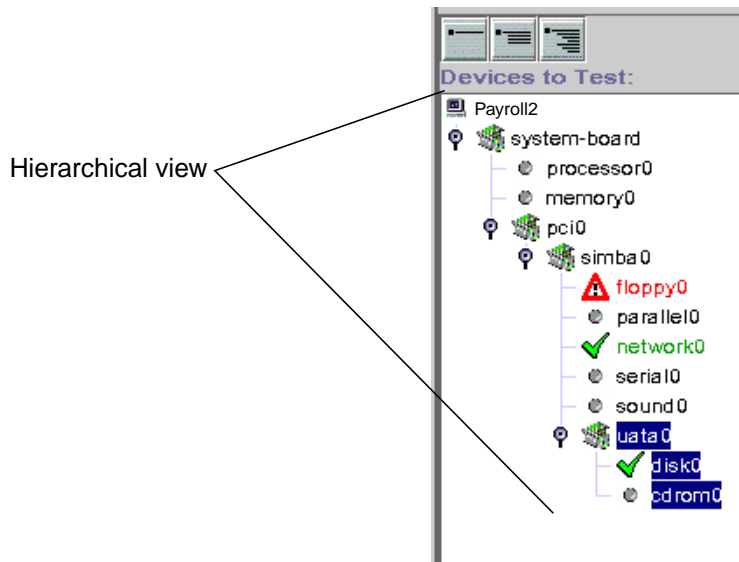 Devices to Test:
Payroll2
system-board
processor0
memory0
pci0
simba0
floppy0
parallel0
network0
serial0
sound0
uata0
disk0
cdrom0
Hierarchical view